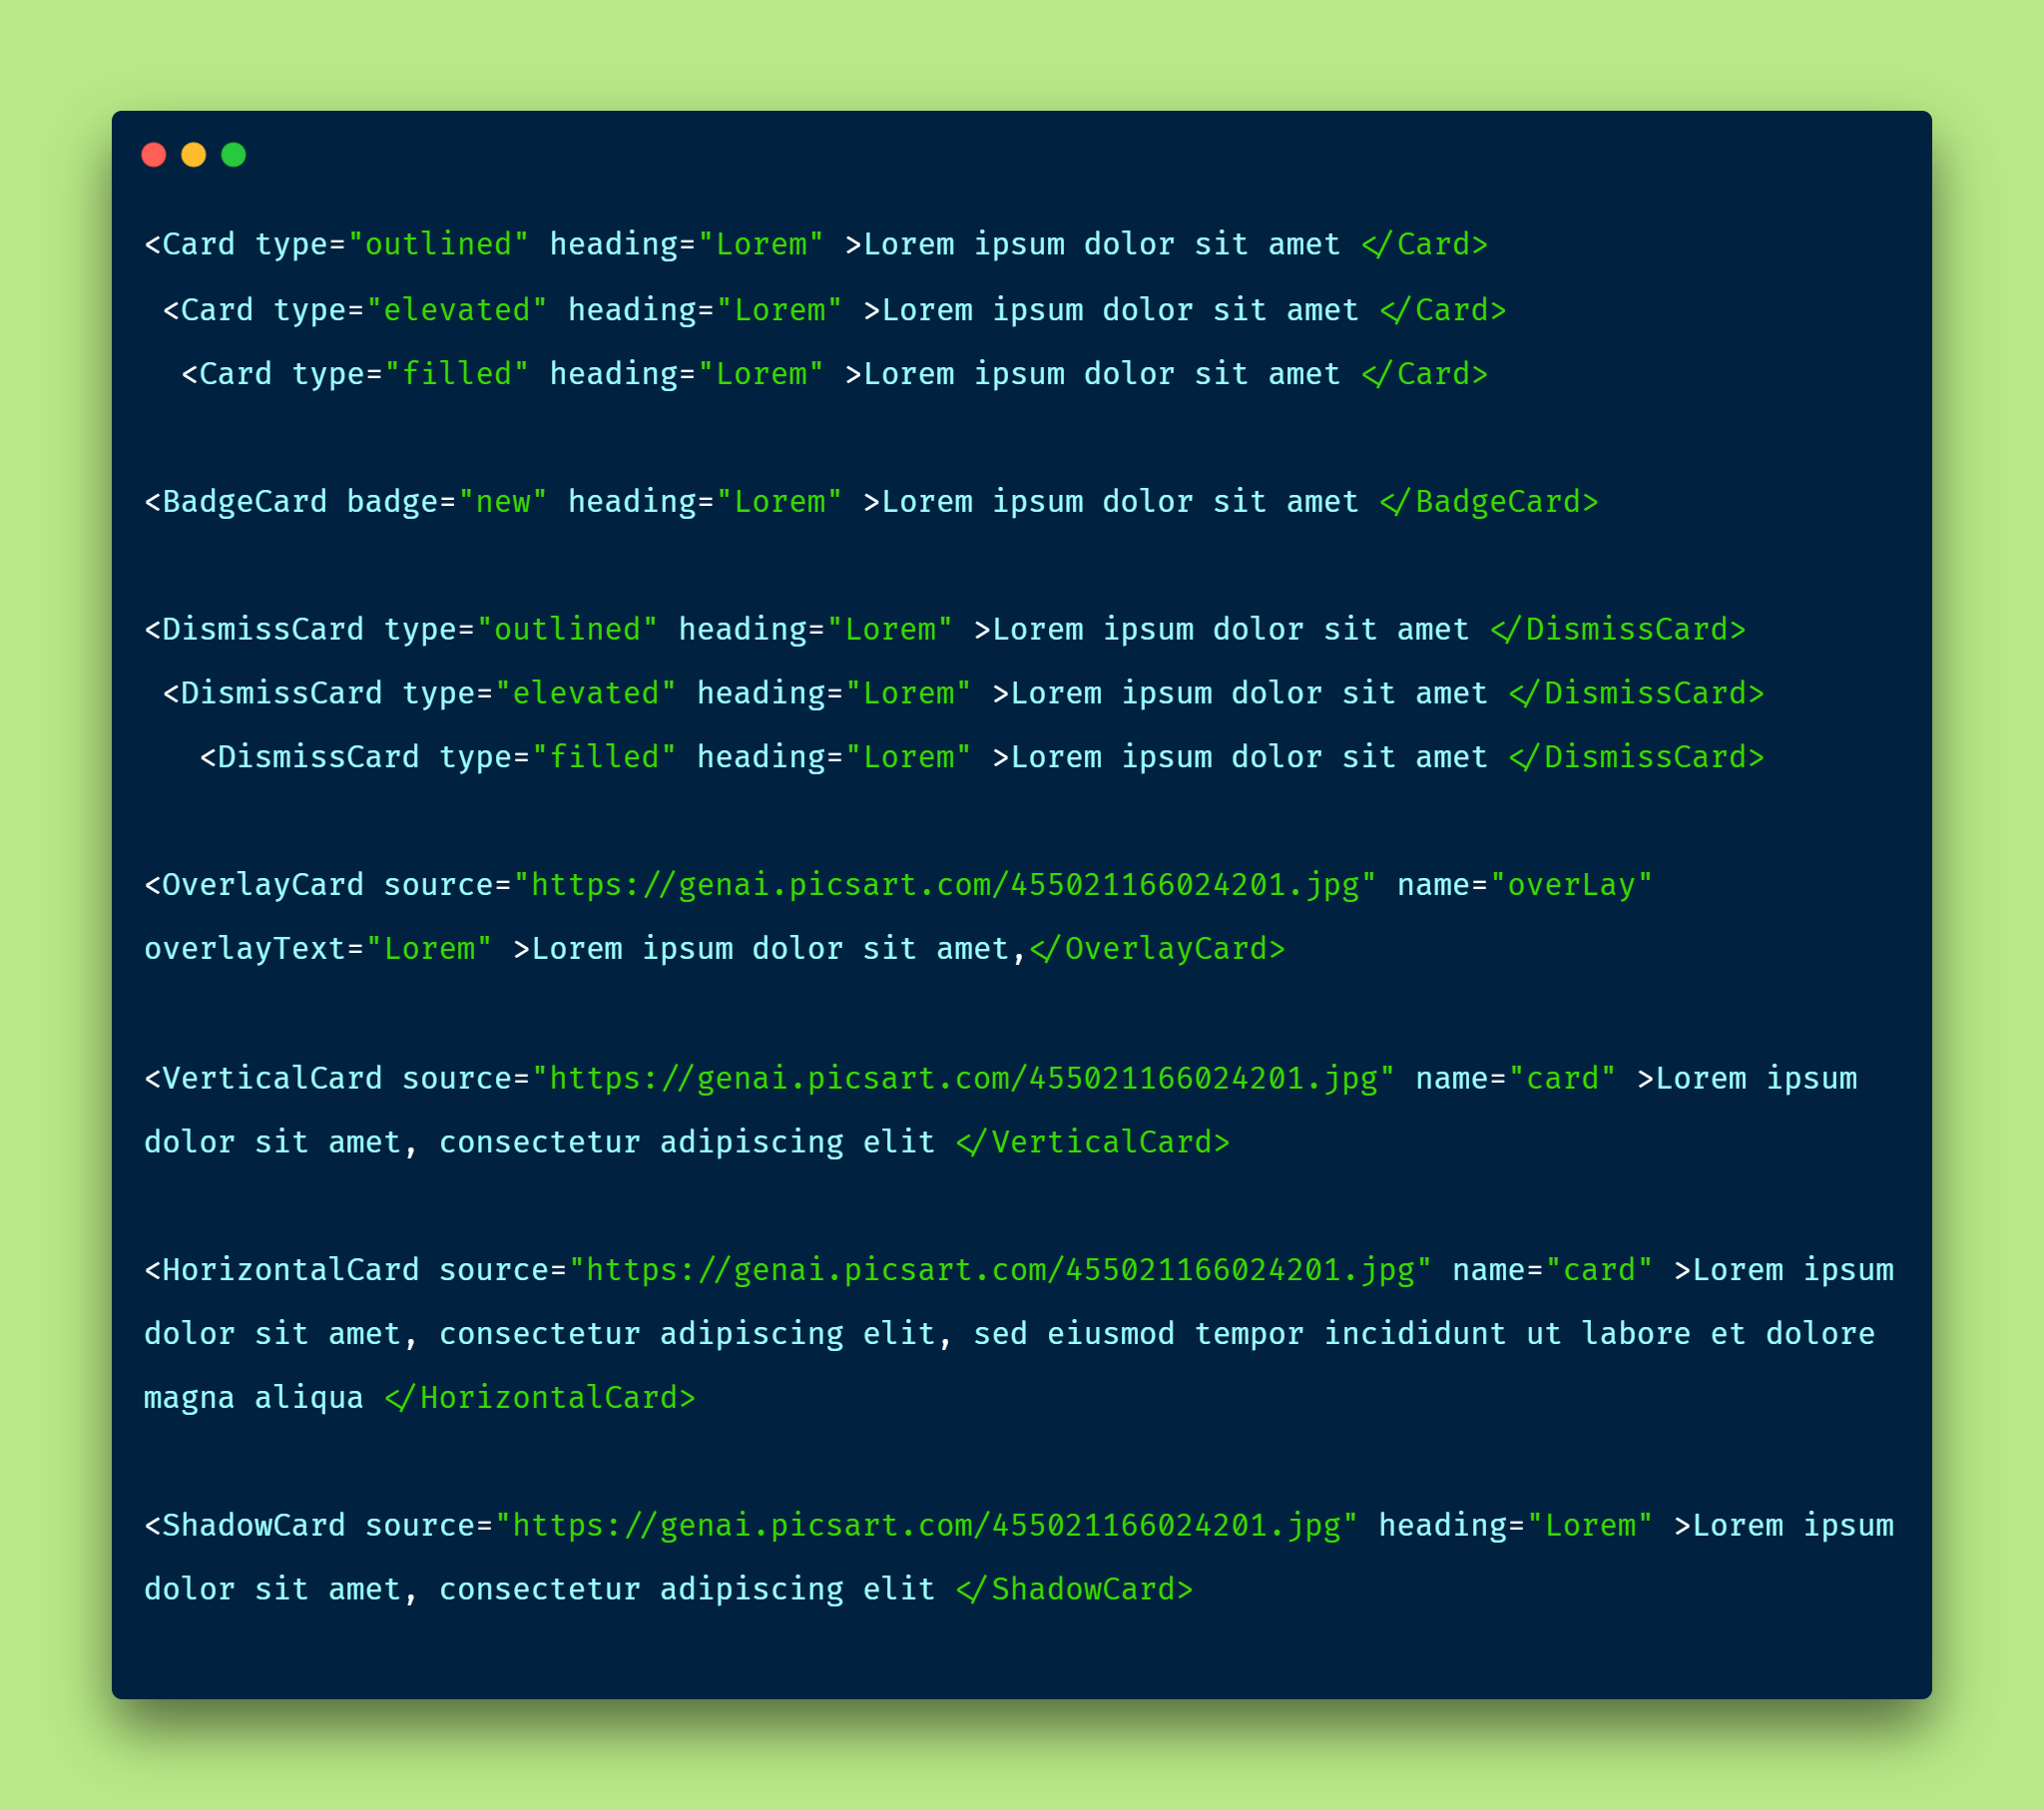 <Card type="outlined" heading="Lorem" >Lorem ipsum dolor sit amet </Card>
<Card type="elevated" heading="Lorem" >Lorem ipsum dolor sit amet </Card>
<Card type="filled" heading="Lorem" >Lorem ipsum dolor sit amet </Card>
<BadgeCard badge="new" heading="Lorem" >Lorem ipsum dolor sit amet </BadgeCard>
<DismissCard type="outlined" heading="Lorem" >Lorem ipsum dolor sit amet </DismissCard>
<DismissCard type="elevated" heading="Lorem" >Lorem ipsum dolor sit amet </DismissCard>
<DismissCard type="filled" heading="Lorem" >Lorem ipsum dolor sit amet </DismissCard>
<OverlayCard source="https://genai.picsart.com/455021166024201.jpg" name="overLay"
overlayText="Lorem" >Lorem ipsum dolor sit amet,</OverlayCard>
<VerticalCard source="https://genai.picsart.com/455021166024201.jpg" name="card" >Lorem ipsum
dolor sit amet, consectetur adipiscing elit </VerticalCard>
<HorizontalCard source="https://genai.picsart.com/455021166024201.jpg" name="card" >Lorem ipsum
dolor sit amet, consectetur adipiscing elit, sed eiusmod tempor incididunt ut labore et dolore
magna aliqua </HorizontalCard>
<ShadowCard source="https://genai.picsart.com/455021166024201.jpg" heading="Lorem" >Lorem ipsum
dolor sit amet, consectetur adipiscing elit </ShadowCard>